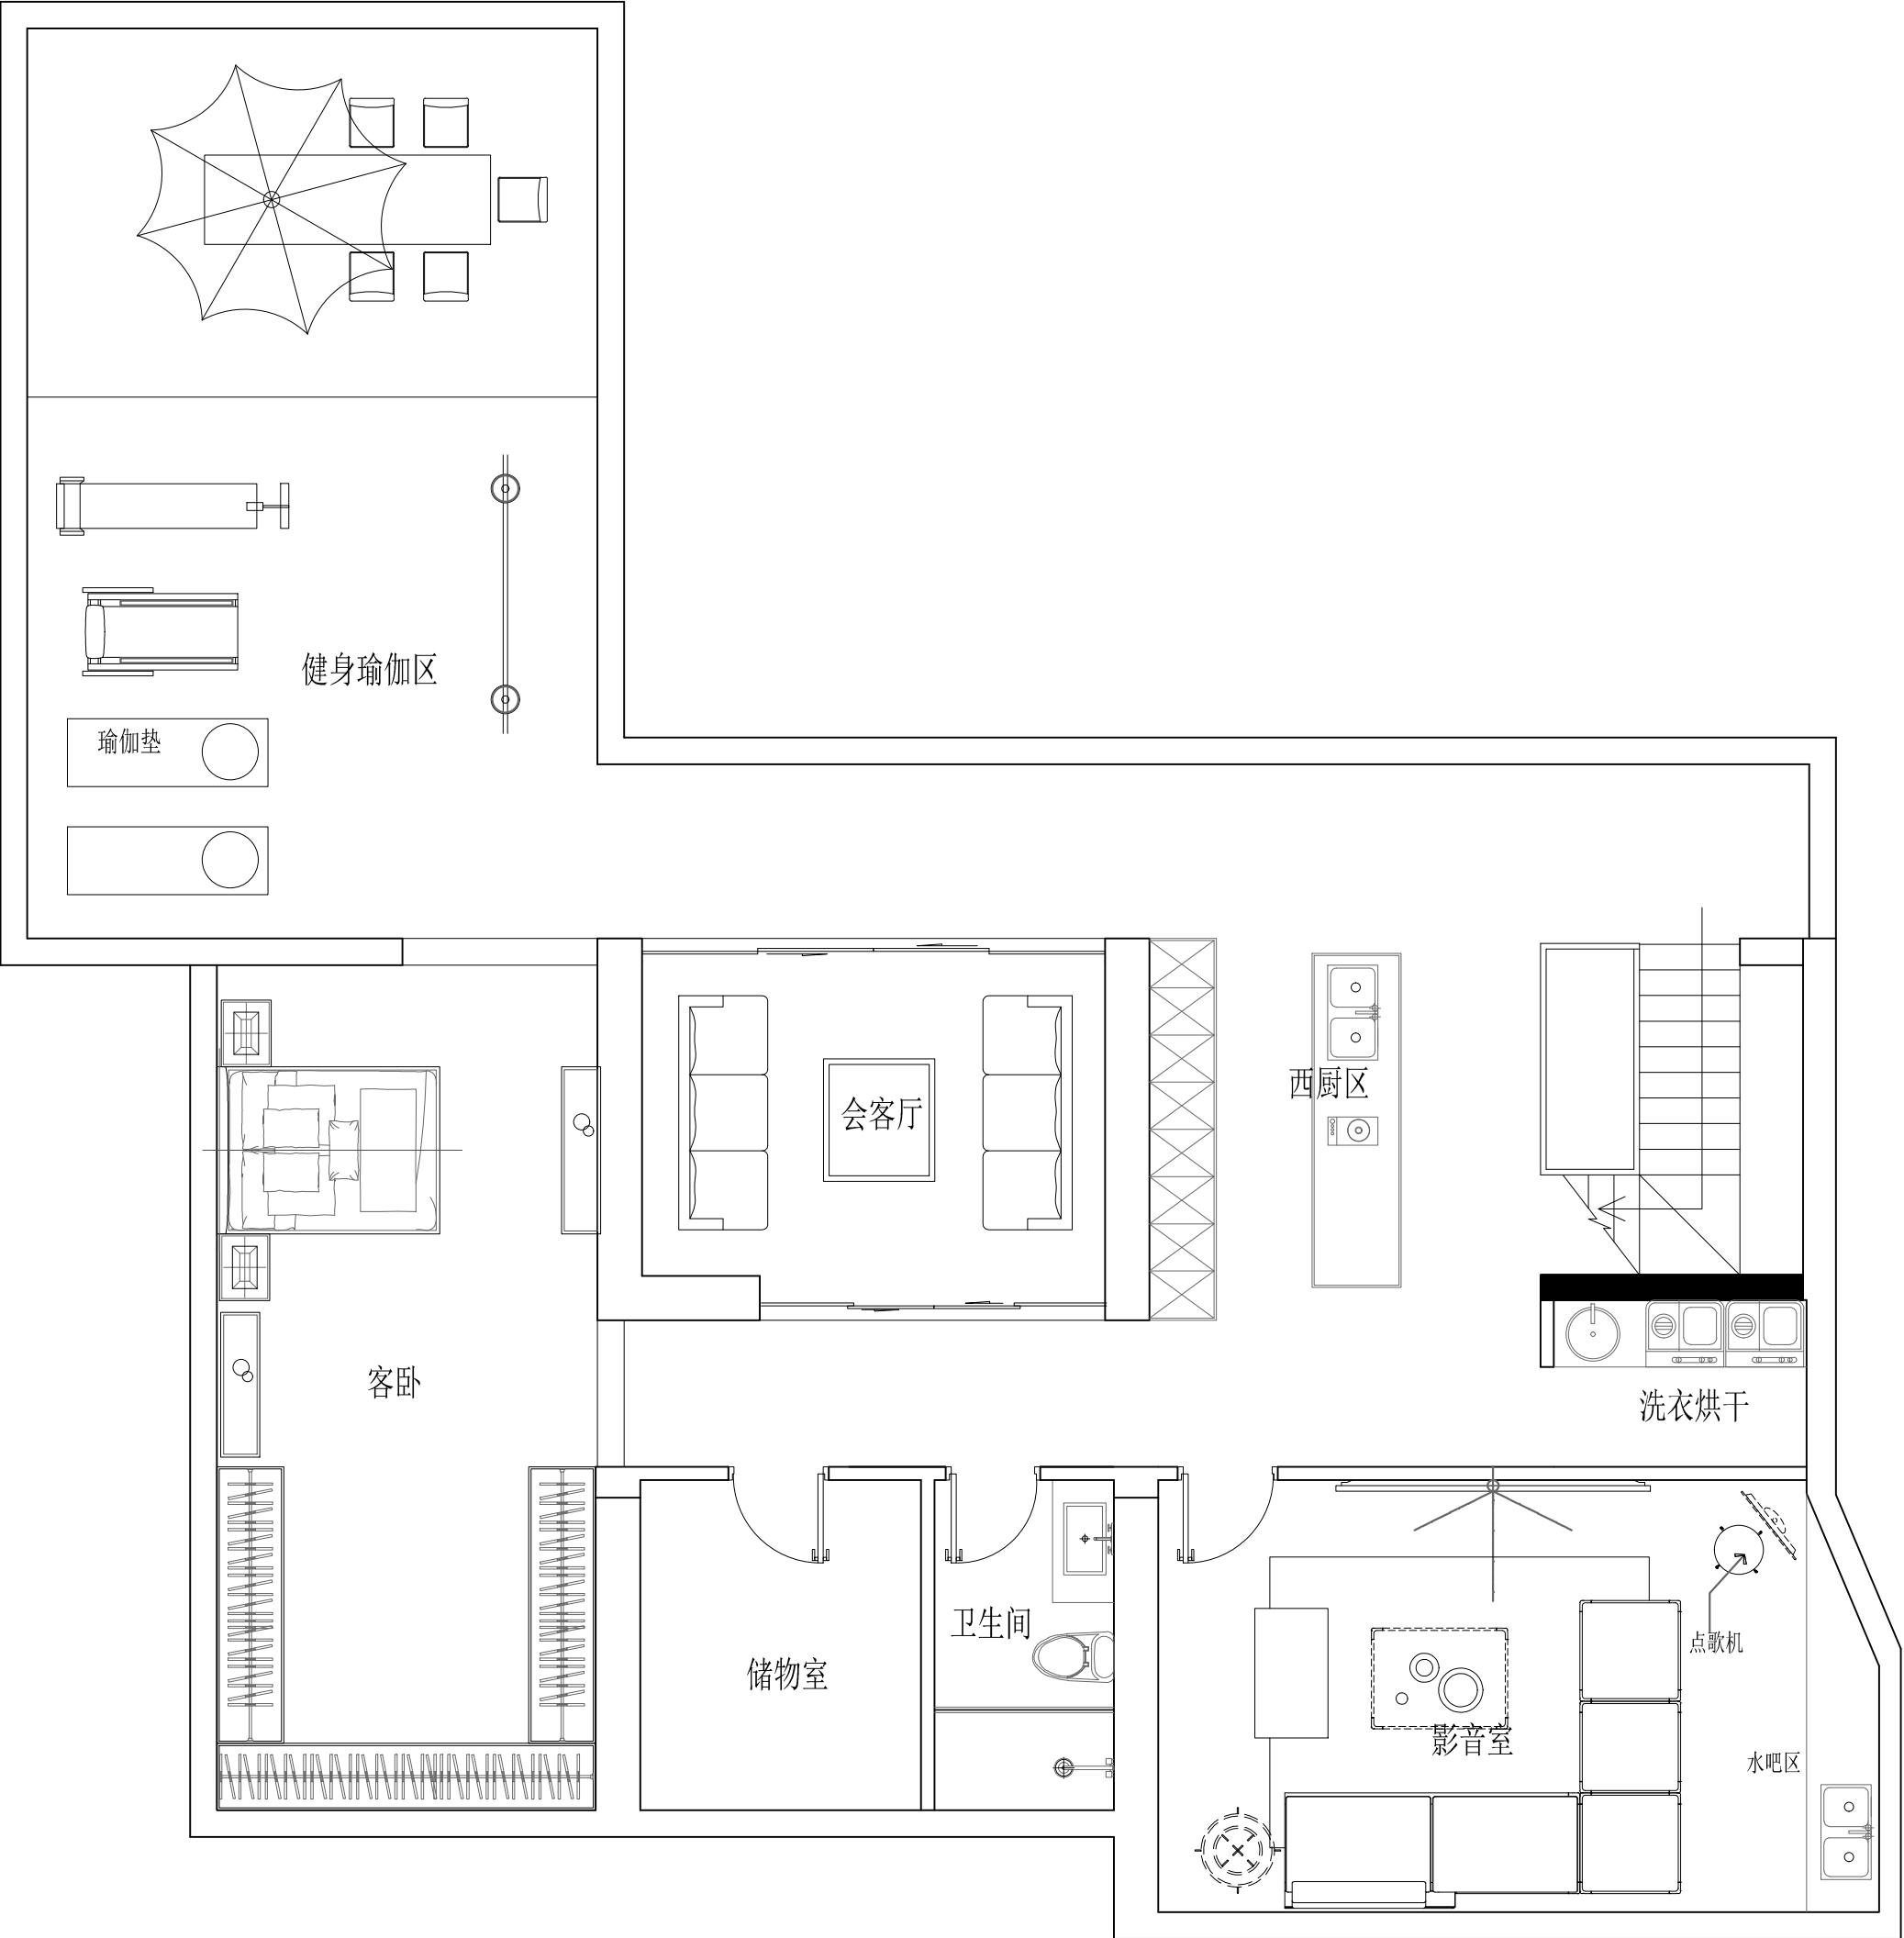 健身瑜伽区
瑜伽垫
西厨区
会客厅
客卧
洗衣烘干
卫生间
点歌机
储物室
影音室
水吧区